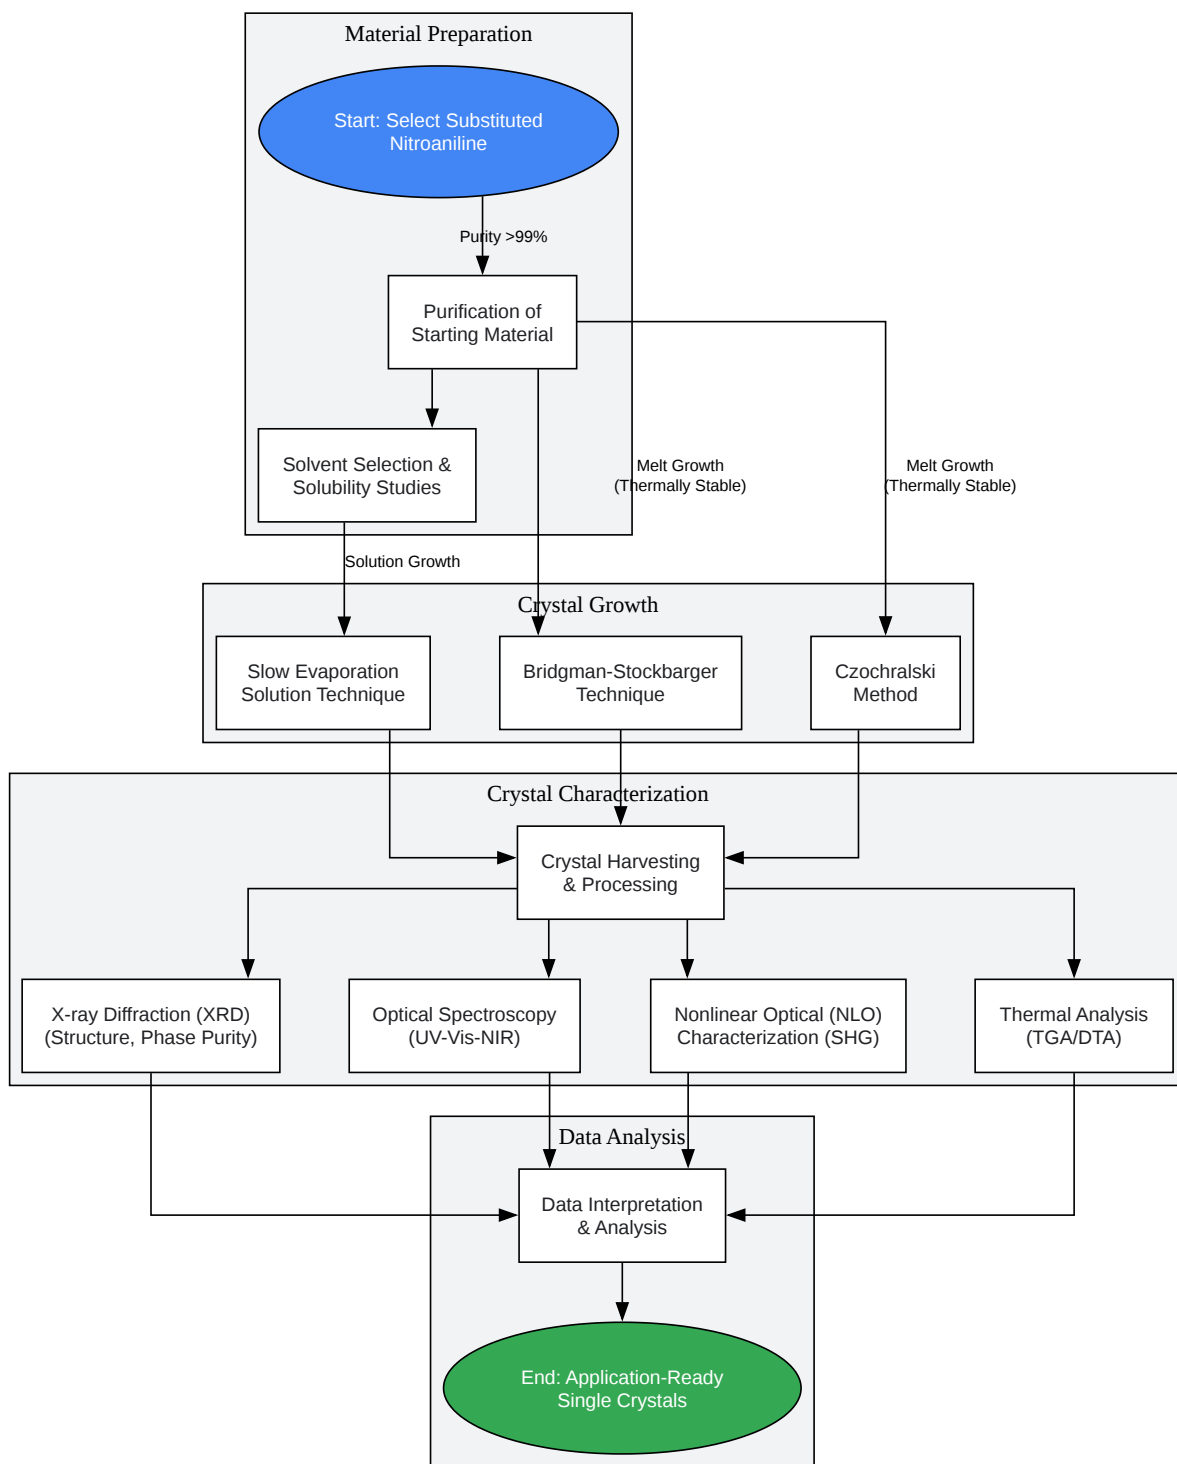 Material Preparation
Start: Select Substituted
Nitroaniline
Purity >99%
Purification of
Starting Material
Solvent Selection &
Solubility Studies
Melt Growth
(Thermally Stable)
Melt Growth
(Thermally Stable)
Solution Growth
Crystal Growth
Slow Evaporation
Solution Technique
Bridgman-Stockbarger
Technique
Czochralski
Method
Crystal Characterization
Crystal Harvesting
& Processing
X-ray Diffraction (XRD)
(Structure, Phase Purity)
Optical Spectroscopy
(UV-Vis-NIR)
Nonlinear Optical (NLO)
Characterization (SHG)
Thermal Analysis
(TGA/DTA)
Data Analysis
Data Interpretation
& Analysis
End: Application-Ready
Single Crystals